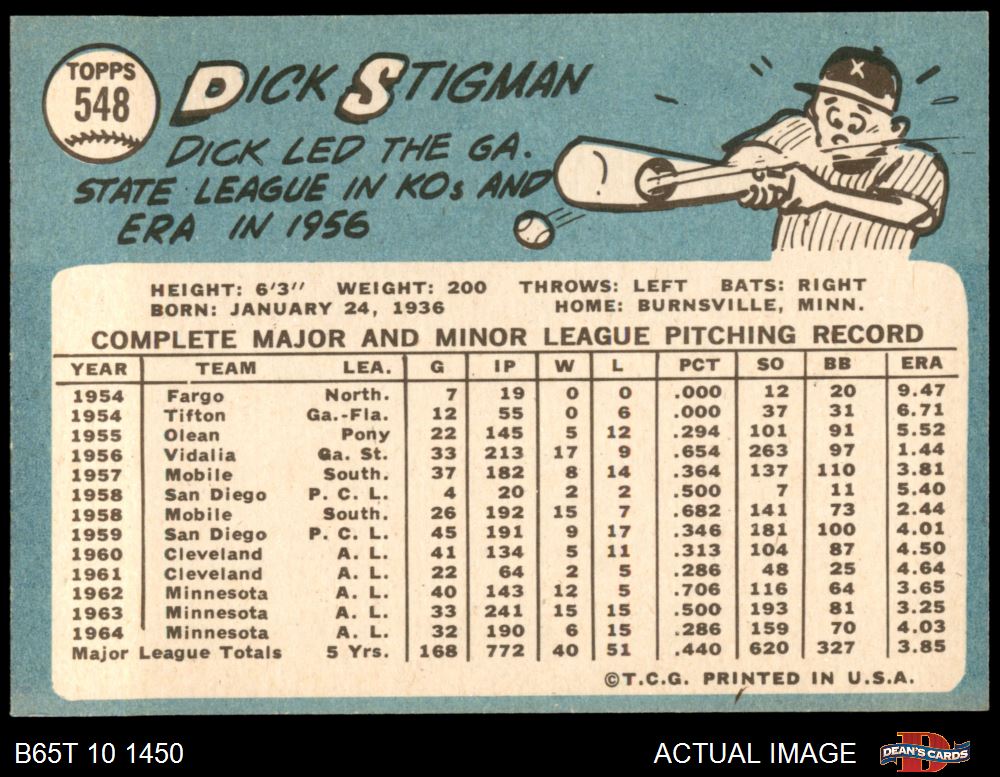 TOPPS
548
DICK STIGMAN
DICK LED THE GA.
STATE LEAGUE IN KOs AND
ERA IN 1956
X
HEIGHT: 6'3" WEIGHT: 200 THROWS: LEFT BATS: RIGHT
BORN: JANUARY 24, 1936 HOME: BURNSVILLE, MINN.
COMPLETE MAJOR AND MINOR LEAGUE PITCHING RECORD
YEAR TEAM LEA. G IP W L PCT SO BB ERA
1954 Fargo North. 7 19 0 0 .000 12 20 9.47
1954 Tifton Ga.-Fla. 12 55 0 6 .000 37 31 6.71
1955 Olean Pony 22 145 5 12 .294 101 91 5.52
1956 Vidalia Ga. St. 33 213 17 9 .654 263 97 1.44
1957 Mobile South. 37 182 8 14 .364 137 110 3.81
1958 San Diego P. C. L. 4 20 2 2 .500 7 11 5.40
1958 Mobile South. 26 192 15 7 .682 141 73 2.44
1959 San Diego P. C. L. 45 191 9 17 .346 181 100 4.01
1960 Cleveland A. L. 41 134 5 11 .313 104 87 4.50
1961 Cleveland A. L. 22 64 2 5 .286 48 25 4.64
1962 Minnesota A. L. 40 143 12 5 .706 116 64 3.65
1963 Minnesota A. L. 33 241 15 15 .500 193 81 3.25
1964 Minnesota A. L. 32 190 6 15 .286 159 70 4.03
Major League Totals 5 Yrs. 168 772 40 51 .440 620 327 3.85
©T.C.G. PRINTED IN U.S.A.
B65T 10 1450 ACTUAL IMAGE D DEAN'S CARDS